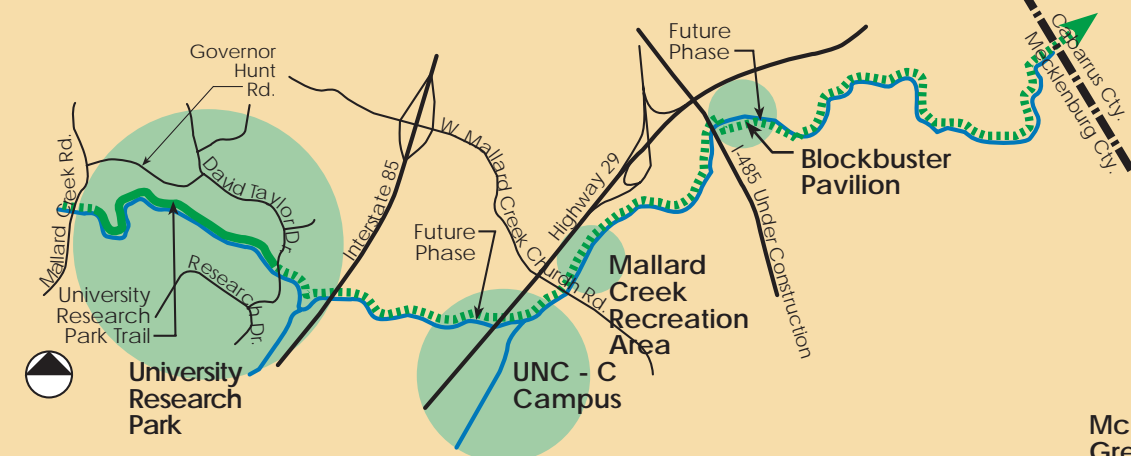 Governor
Hunt
Rd.
Future
Phase
Cabarrus Cty.
Mecklenburg Cty.
Mallard Creek Rd.
David Taylor Dr.
Interstate 85
W. Mallard Creek Church Rd.
Highway 29
I-485 Under Construction
Blockbuster
Pavilion
Future
Phase
Research Dr.
University
Research
Park Trail
Mallard
Creek
Recreation
Area
University
Research
Park
UNC - C
Campus
Mc
Gre